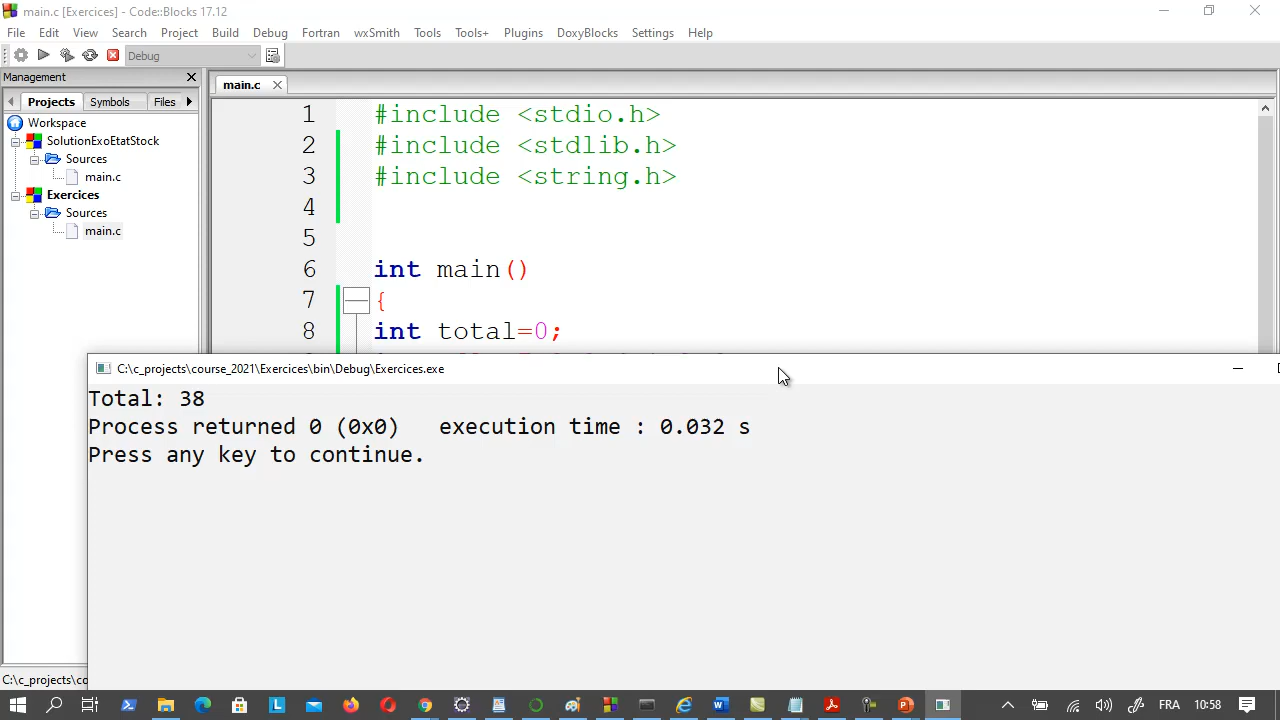 main.c [Exercices] - Code::Blocks 17.12
File Edit View Search Project Build Debug Fortran wxSmith Tools Tools+ Plugins DoxyBlocks Settings Help
Debug
Management
main.c
Projects Symbols Files
Workspace
SolutionExoEtatStock
Sources
main.c
Exercices
Sources
main.c
1 #include <stdio.h>
2 #include <stdlib.h>
3 #include <string.h>
4
5
6 int main()
7 {
8 int total=0;
C:\c_projects\course_2021\Exercices\bin\Debug\Exercices.exe
Total: 38
Process returned 0 (0x0) execution time : 0.032 s
Press any key to continue.
C:\c_projects\co
FRA 10:58